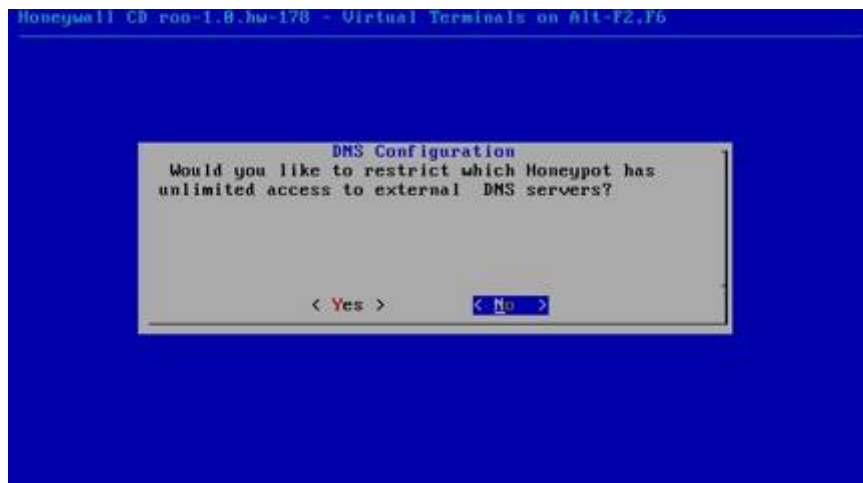 Honeywall CD roo-1.0.hw-178 - Virtual Terminals on Alt-F2,F6
DNS Configuration
Would you like to restrict which Honeypot has
unlimited access to external DNS servers?
< Yes > < No >